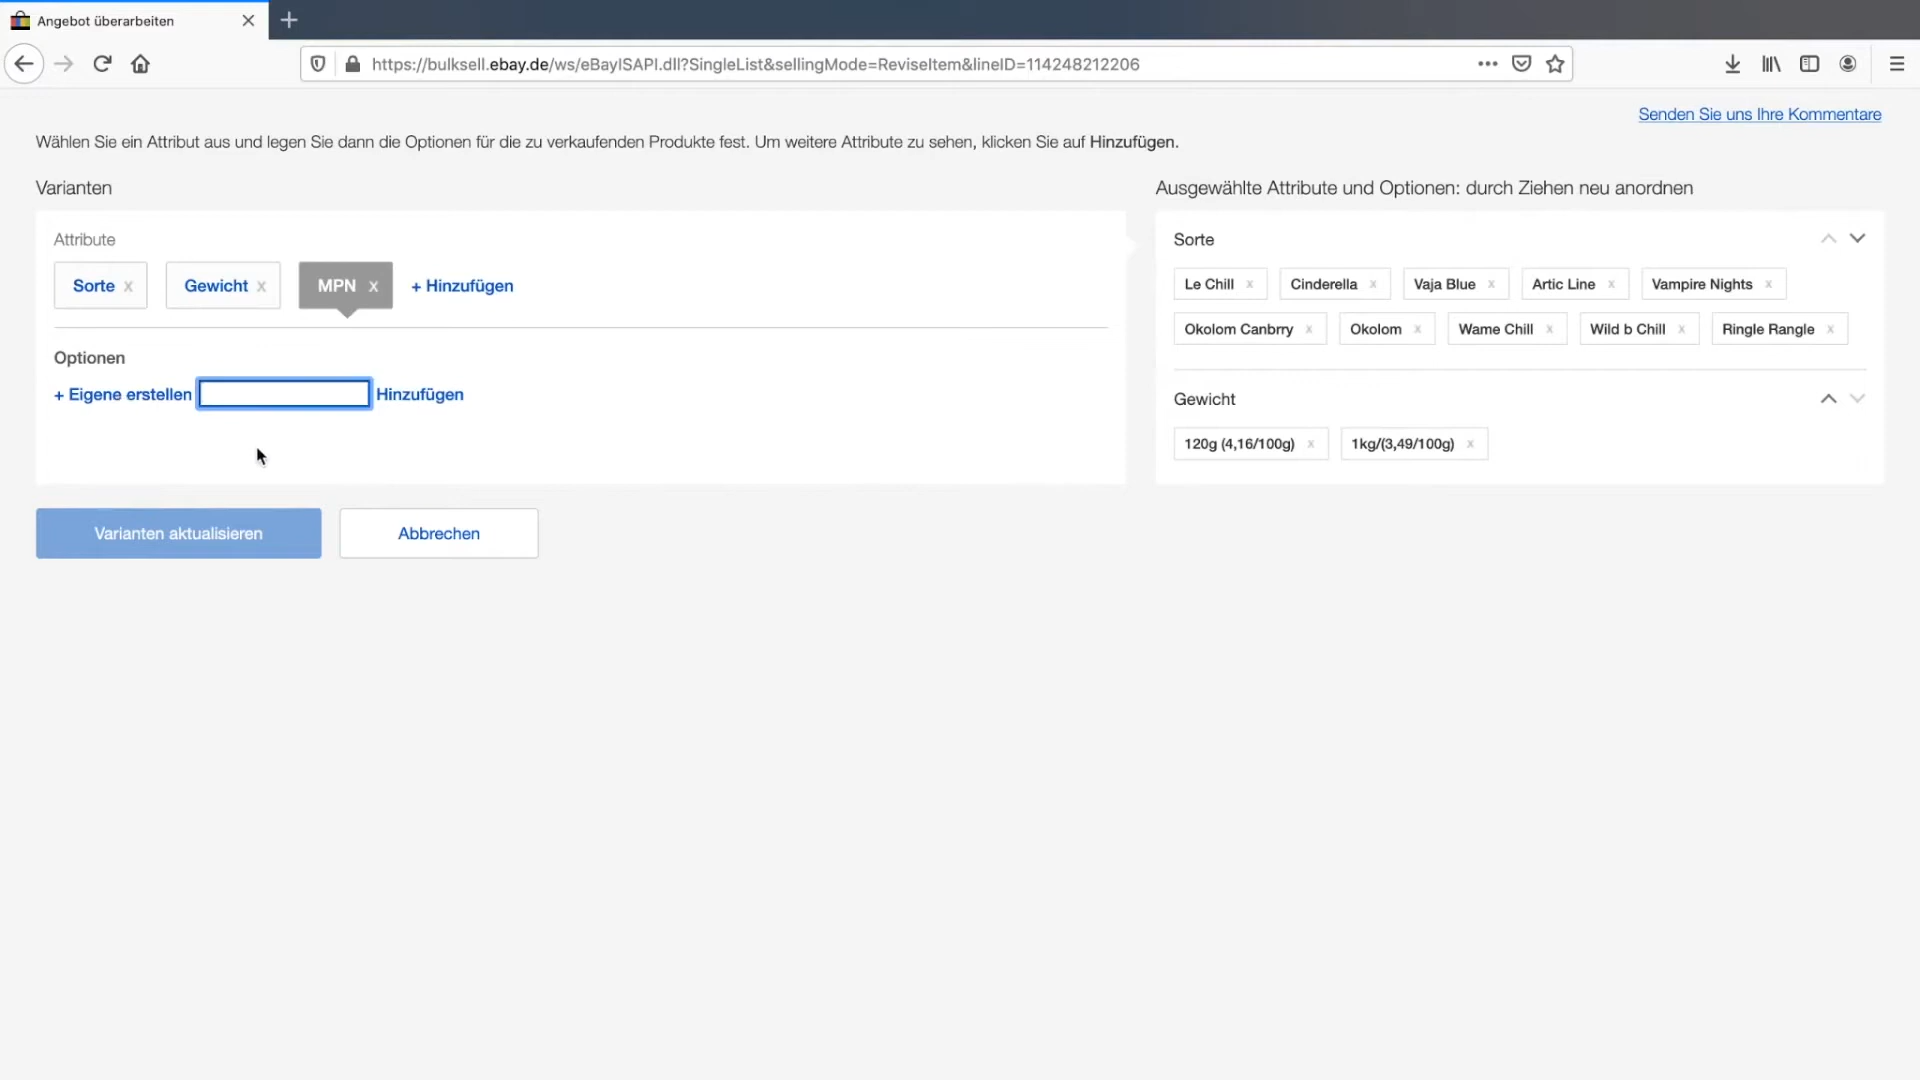 Angebot überarbeiten
https://bulksell.ebay.de/ws/eBayISAPI.dll?SingleList&sellingMode=ReviseItem&lineID=114248212206
Senden Sie uns Ihre Kommentare
Wählen Sie ein Attribut aus und legen Sie dann die Optionen für die zu verkaufenden Produkte fest. Um weitere Attribute zu sehen, klicken Sie auf Hinzufügen.
Varianten
Attribute
Sorte x Gewicht x MPN x + Hinzufügen
Optionen
+ Eigene erstellen Hinzufügen
Varianten aktualisieren Abbrechen
Ausgewählte Attribute und Optionen: durch Ziehen neu anordnen
Sorte
Le Chill x Cinderella x Vaja Blue x Artic Line x Vampire Nights x
Okolom Canbrry x Okolom x Wame Chill x Wild b Chill x Ringle Rangle x
Gewicht
120g (4,16/100g) x 1kg/(3,49/100g) x